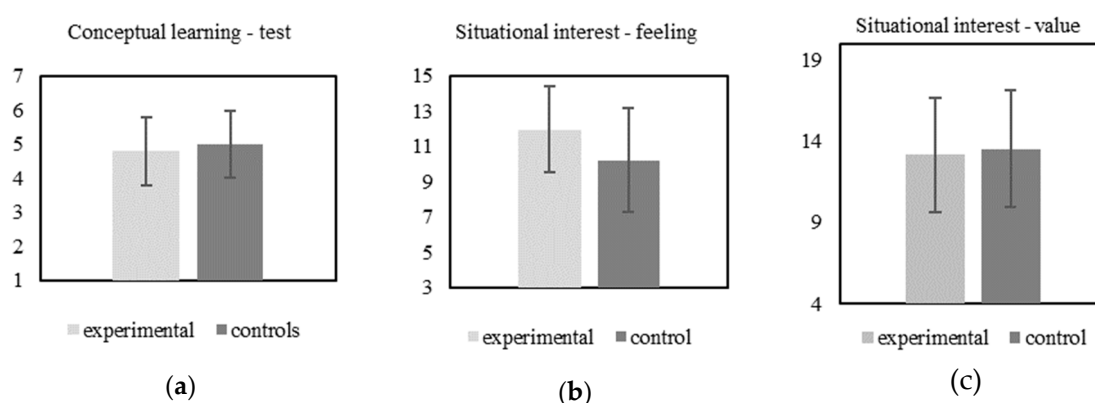 Conceptual learning - test
7
6
5
4
3
2
1
experimental controls
(a)
Situational interest - feeling
15
13
11
9
7
5
3
experimental control
(b)
Situational interest - value
19
14
9
4
experimental control
(c)